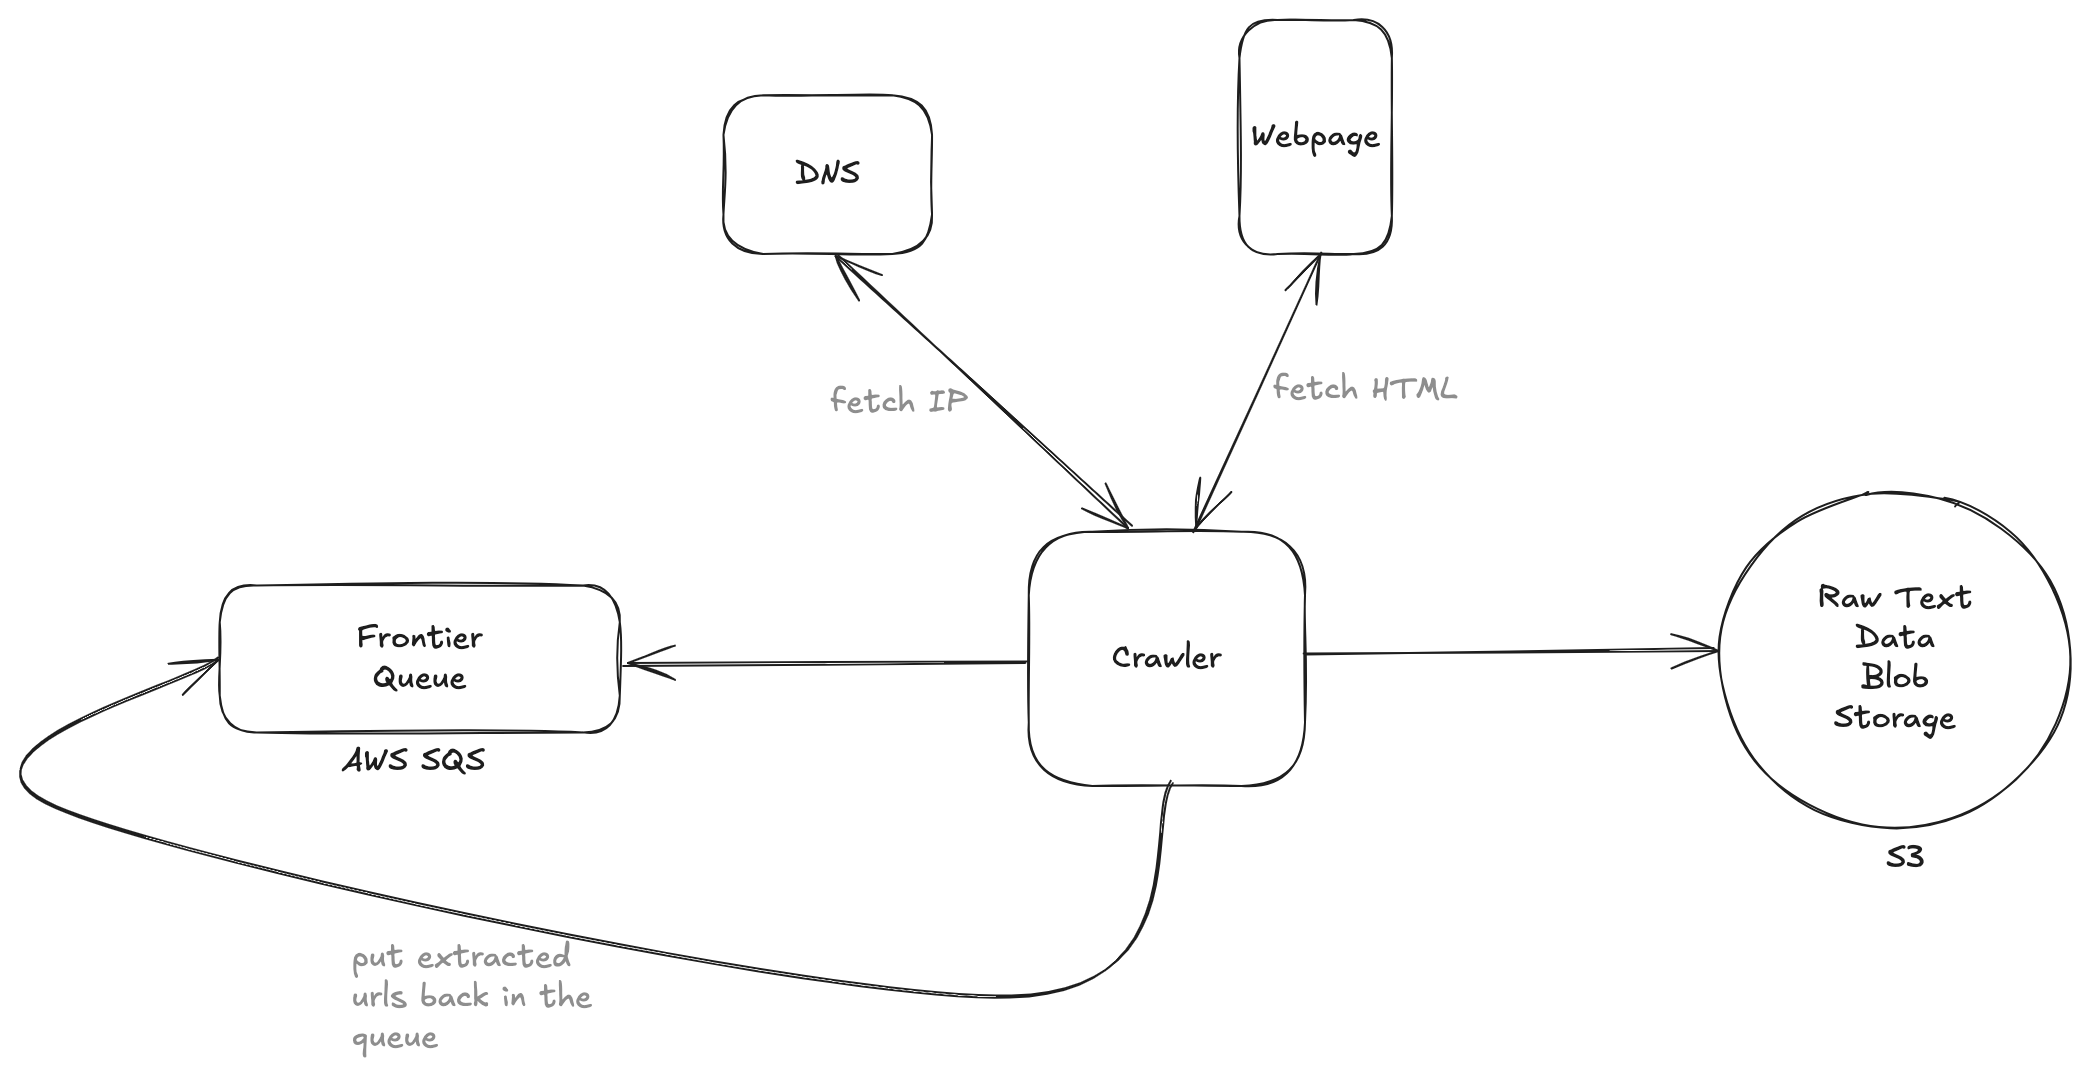 Webpage
DNS
fetch IP
fetch HTML
Frontier
Queue
AWS SQS
Crawler
Raw Text
Data
Blob
Storage
S3
put extracted
urls back in the
queue